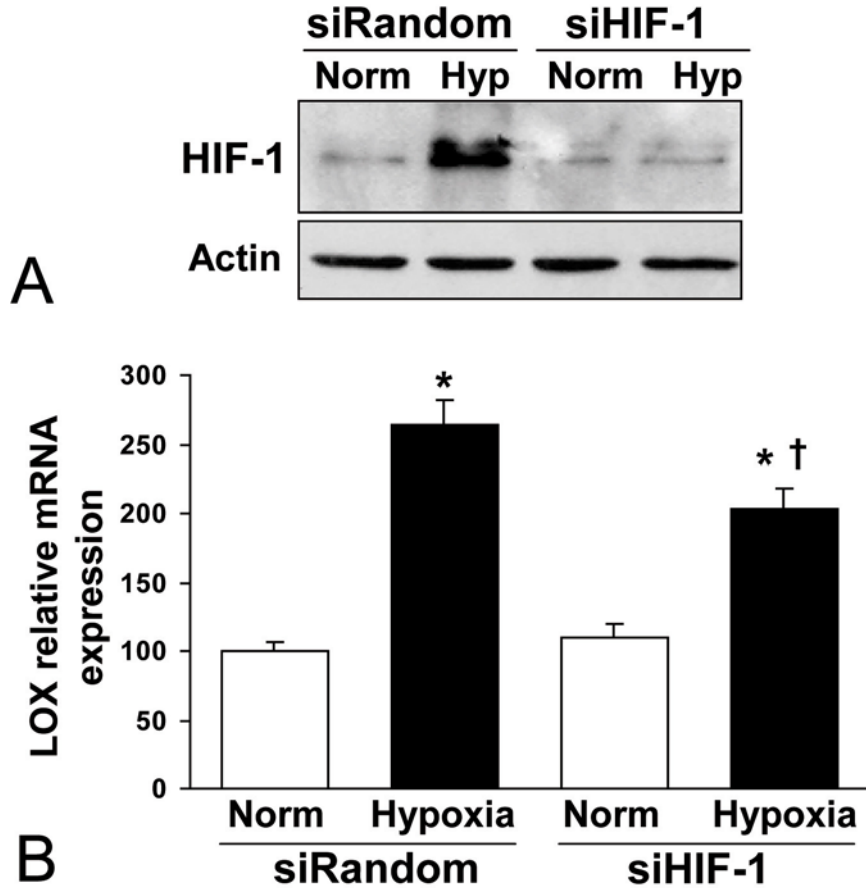 siRandom siHIF-1
Norm Hyp Norm Hyp
HIF-1
Actin
A
300
250
200
150
100
50
0
LOX relative mRNA
expression
*
* †
Norm Hypoxia Norm Hypoxia
siRandom siHIF-1
B